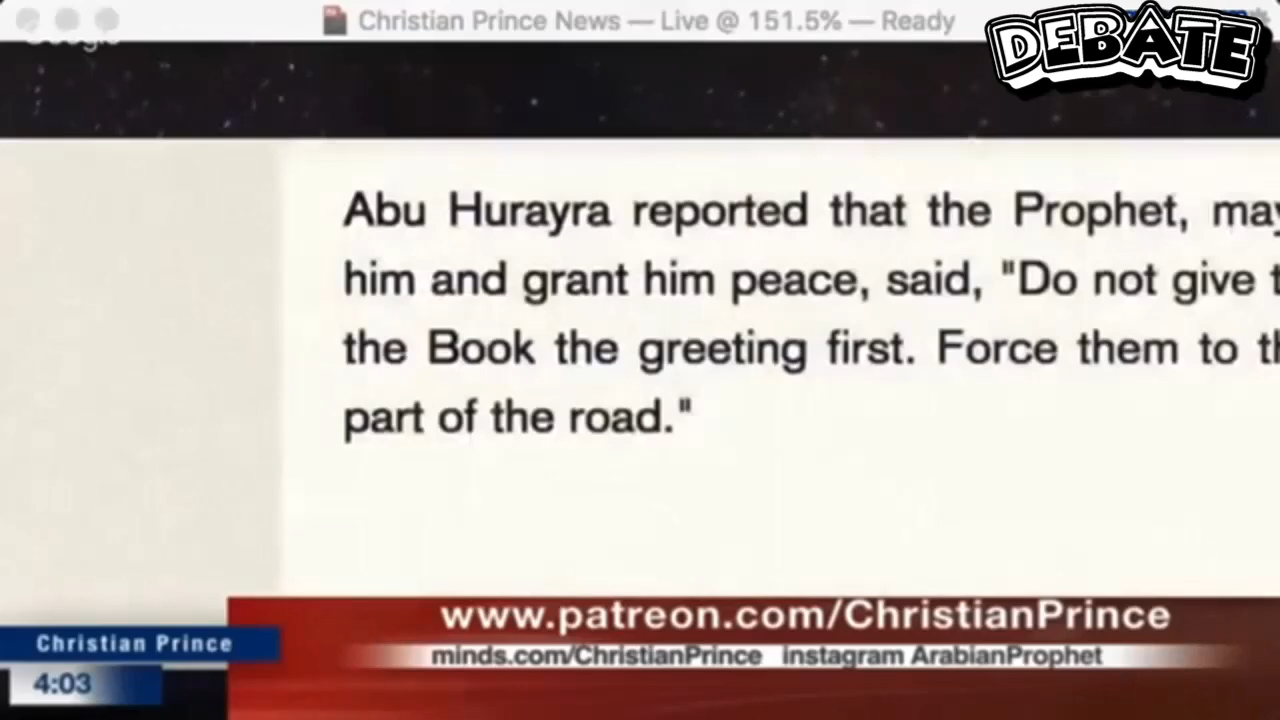 Christian Prince News — Live @ 151.5% — Ready
DEBATE
Google
Abu Hurayra reported that the Prophet, may
him and grant him peace, said, "Do not give
the Book the greeting first. Force them to
part of the road."
www.patreon.com/ChristianPrince
Christian Prince
minds.com/ChristianPrince instagram ArabianProphet
4:03